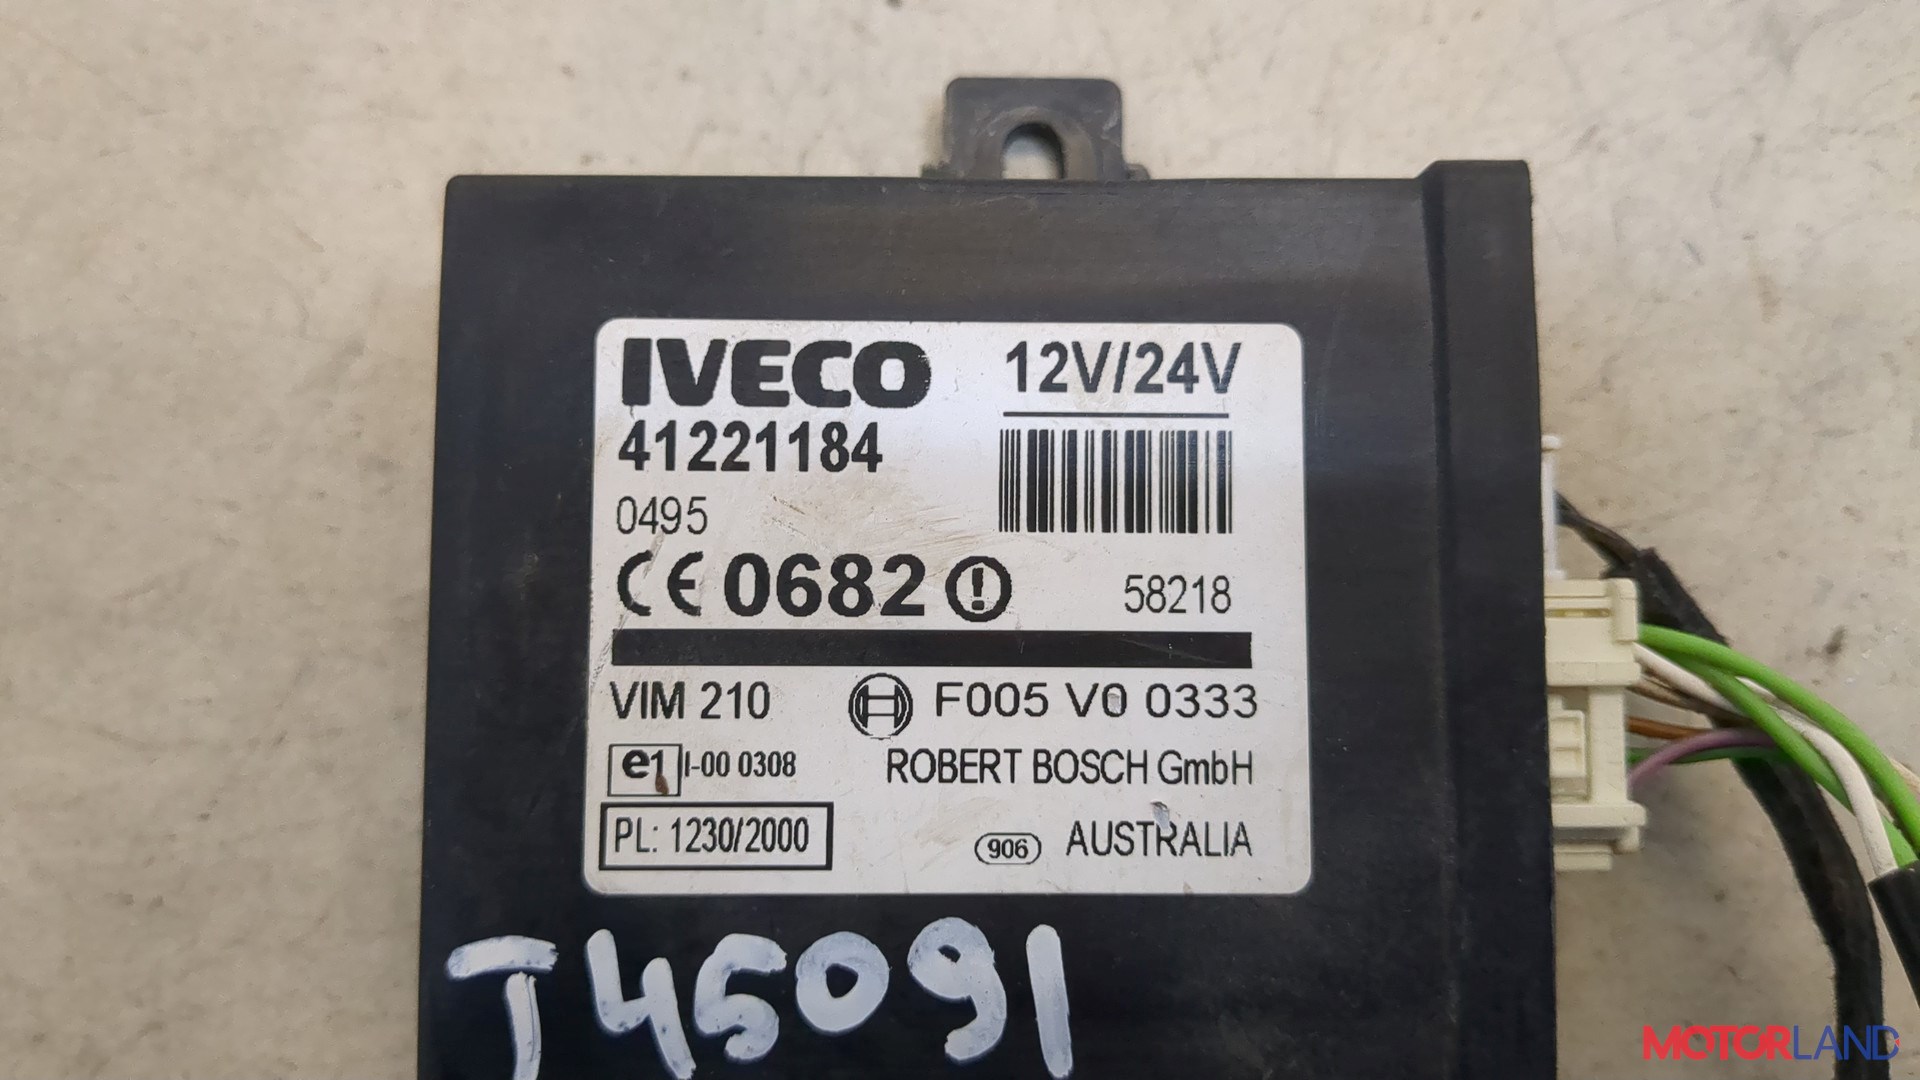 IVECO 12V/24V
41221184
0495
CE 0682
58218
VIM 210 F005 V0 0333
e1 I-00 0308 ROBERT BOSCH GmbH
PL: 1230/2000 906 AUSTRALIA
T45091
MOTORLAND